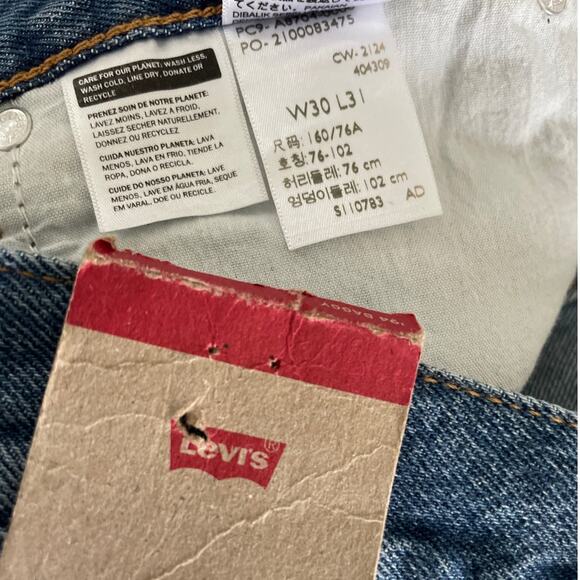 CARE FOR OUR PLANET: WASH LESS,
WASH COLD, LINE DRY, DONATE OR
RECYCLE
PRENEZ SOIN DE NOTRE PLANETE:
LAVEZ MOINS, LAVEZ A FROID,
LAISSEZ SECHER NATURELLEMENT,
DONNEZ OU RECYCLEZ
CUIDA NUESTRO PLANETA: LAVA
MENOS, LAVA EN FRIO, TIENDE LA
ROPA, DONA O RECICLA.
CUIDE DO NOSSO PLANETA: LAVE
MENOS, LAVE EM ÁGUA FRIA, SEQUE
EM VARAL, DOE OU RECICLE.
てください。
DIBALIK
PO- 2100083475
CW- 2124
404309
W30 L31
尺码:160/76A
호칭:76-102
허리둘레:76 cm
엉덩이둘레:102 cm
S110783 AD
'94 BAGGY
Levi's®